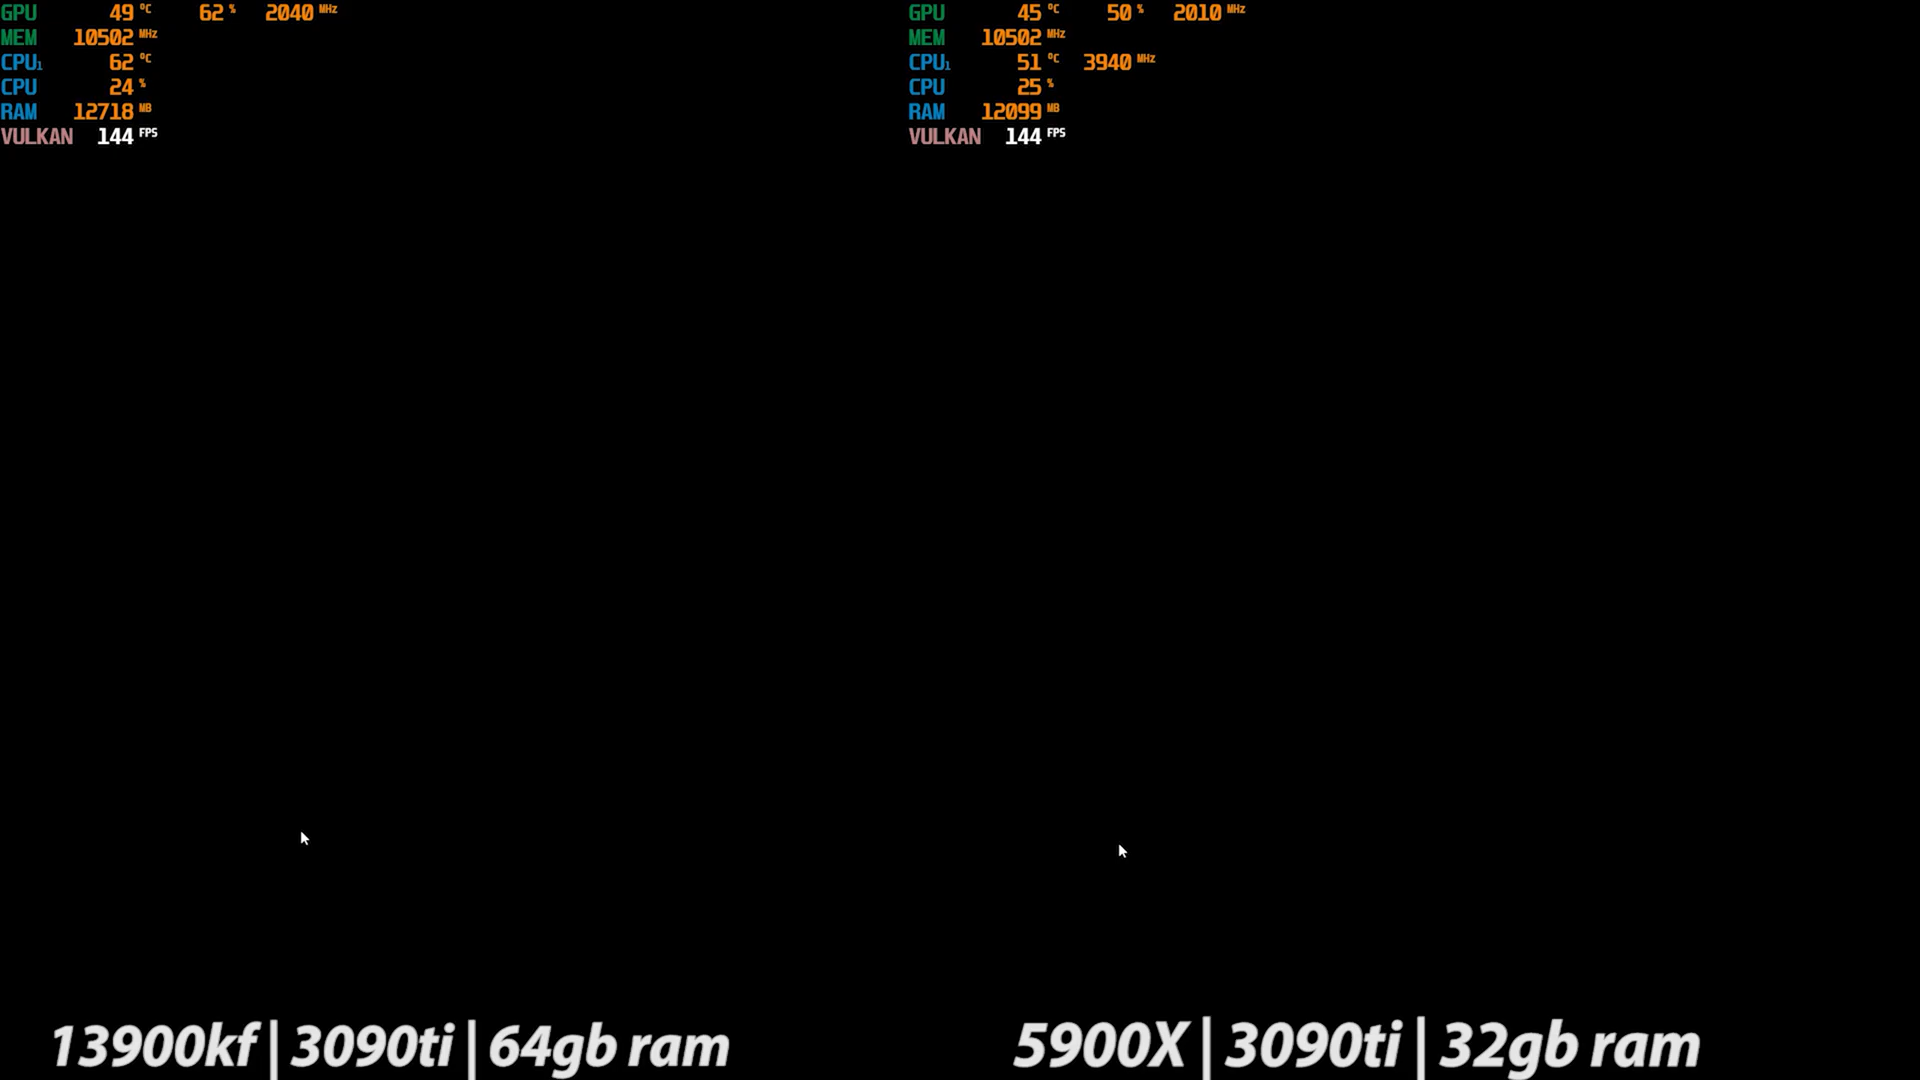 GPU 49 °C 62 % 2040 MHz
MEM 10502 MHz
CPU1 62 °C
CPU 24 %
RAM 12718 MB
VULKAN 144 FPS
GPU 45 °C 50 % 2010 MHz
MEM 10502 MHz
CPU1 51 °C 3940 MHz
CPU 25 %
RAM 12099 MB
VULKAN 144 FPS
13900kf|3090ti|64gb ram
5900X|3090ti|32gb ram